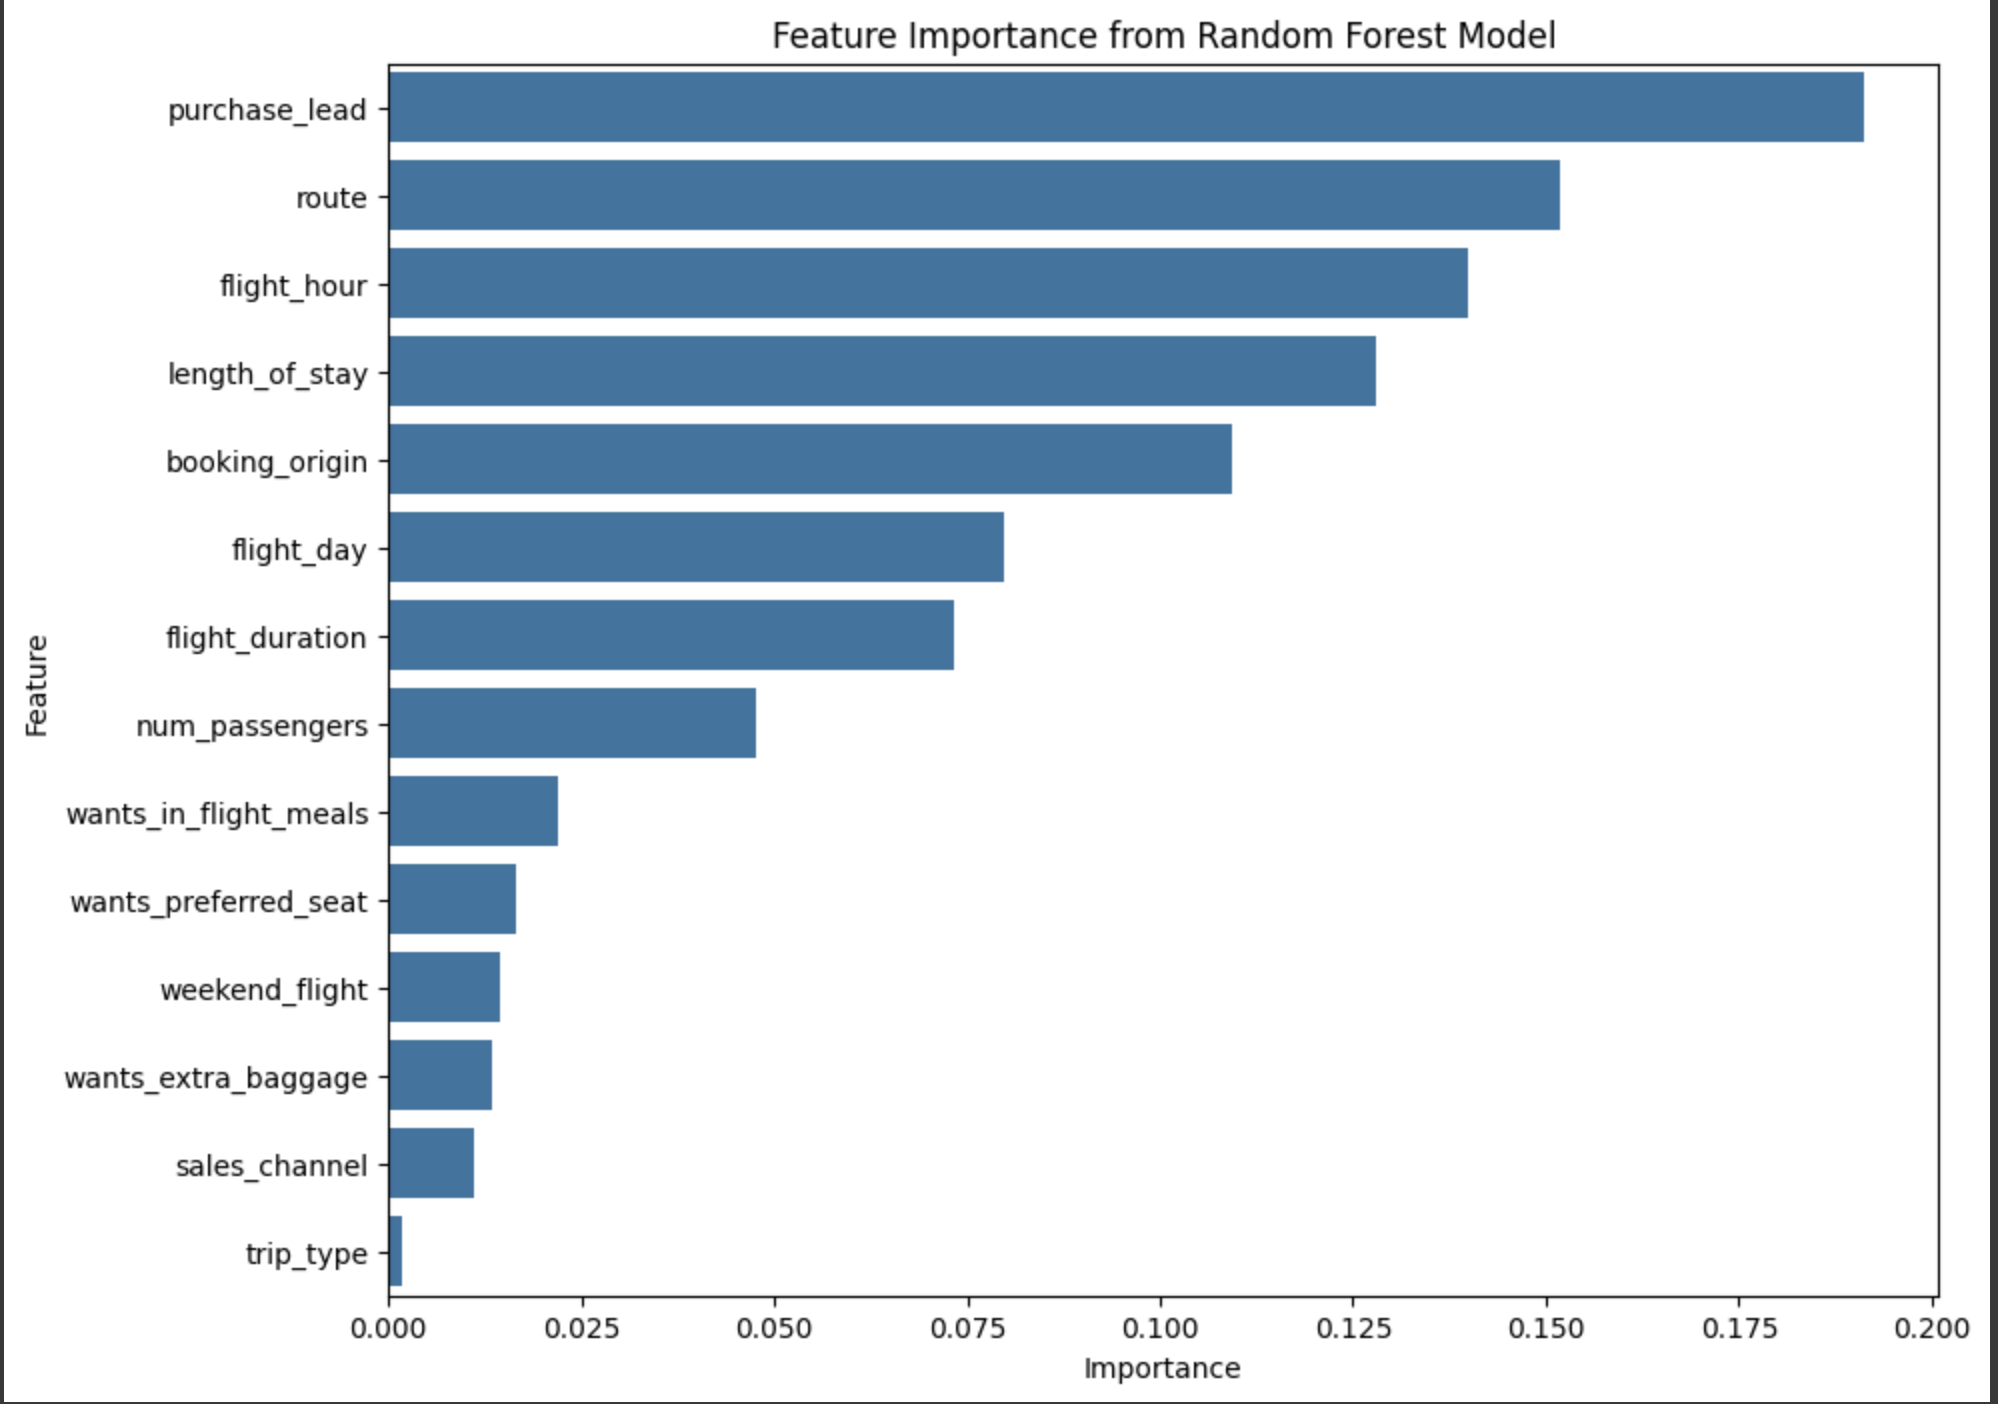 Feature Importance from Random Forest Model
purchase_lead
route
flight_hour
length_of_stay
booking_origin
flight_day
flight_duration
num_passengers
wants_in_flight_meals
wants_preferred_seat
weekend_flight
wants_extra_baggage
sales_channel
trip_type
Feature
0.000 0.025 0.050 0.075 0.100 0.125 0.150 0.175 0.200
Importance